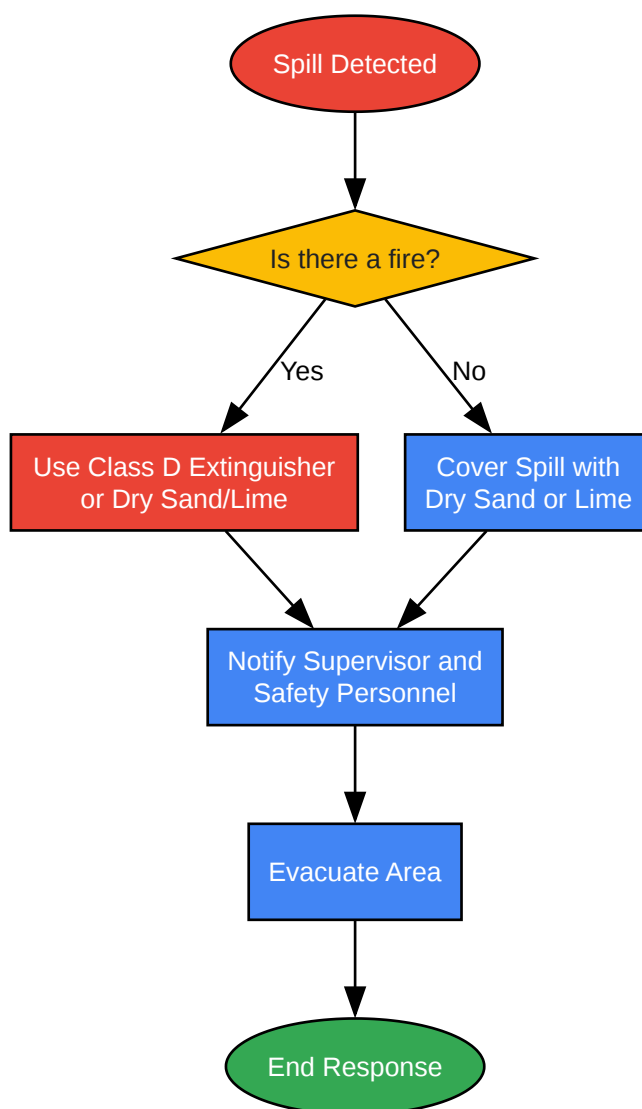 Spill Detected
Is there a fire?
Yes
No
Use Class D Extinguisher
or Dry Sand/Lime
Cover Spill with
Dry Sand or Lime
Notify Supervisor and
Safety Personnel
Evacuate Area
End Response